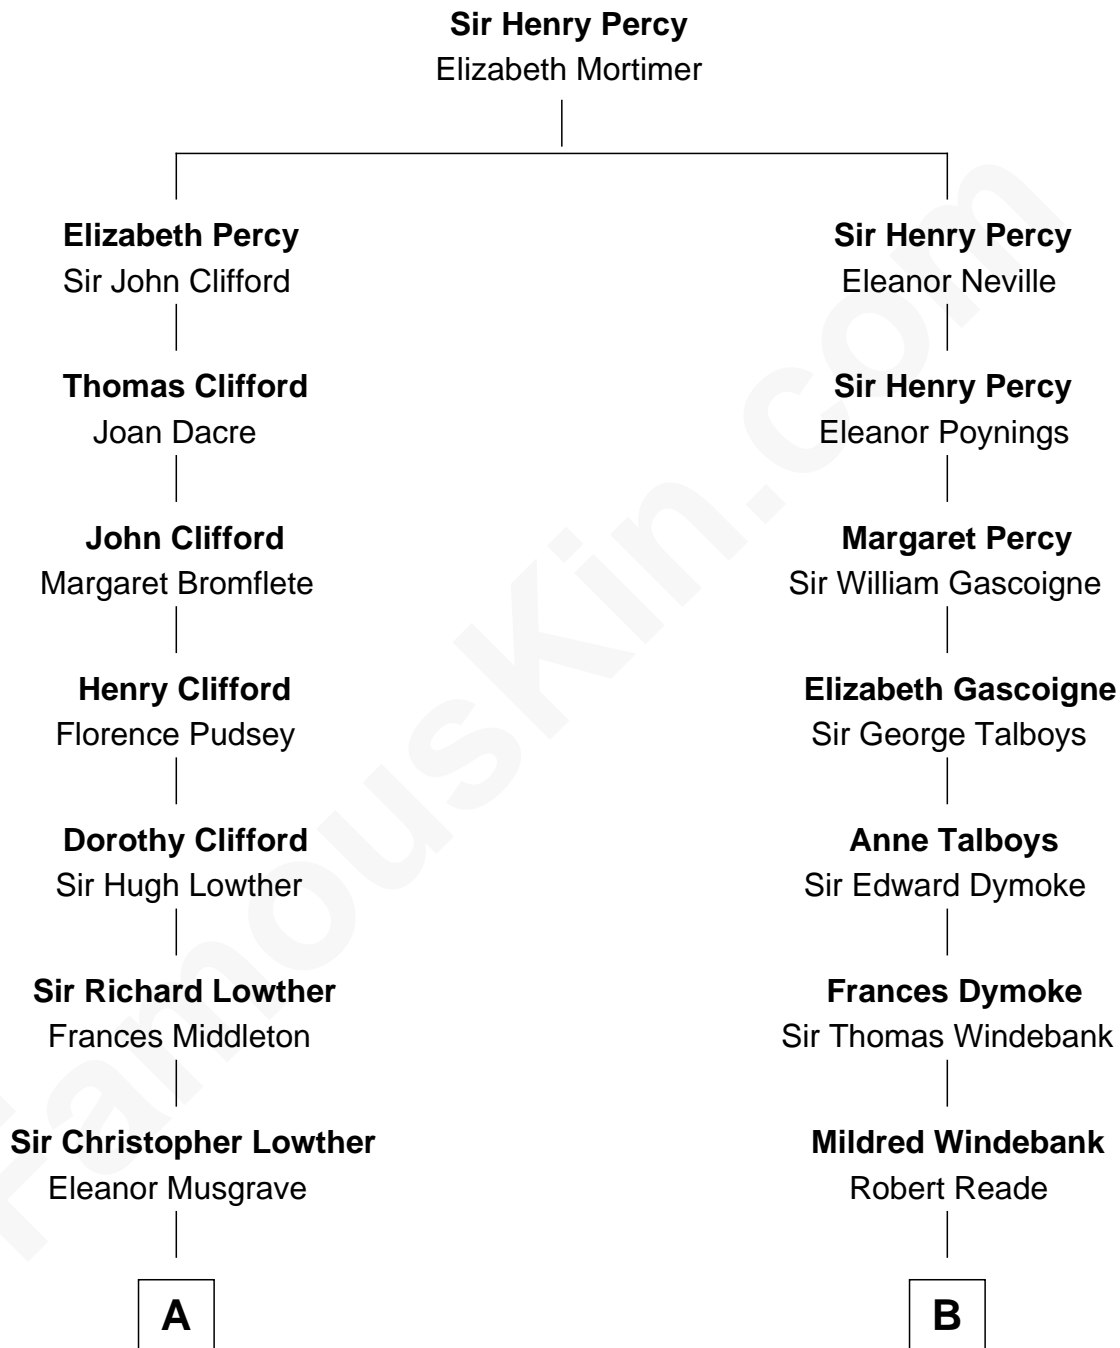 Sir Henry Percy
Elizabeth Mortimer
Elizabeth Percy
Sir John Clifford
Sir Henry Percy
Eleanor Neville
Thomas Clifford
Joan Dacre
Sir Henry Percy
Eleanor Poynings
John Clifford
Margaret Bromflete
Margaret Percy
Sir William Gascoigne
Henry Clifford
Florence Pudsey
Elizabeth Gascoigne
Sir George Talboys
Dorothy Clifford
Sir Hugh Lowther
Anne Talboys
Sir Edward Dymoke
Sir Richard Lowther
Frances Middleton
Frances Dymoke
Sir Thomas Windebank
Sir Christopher Lowther
Eleanor Musgrave
Mildred Windebank
Robert Reade
A
B
FamousKin.com